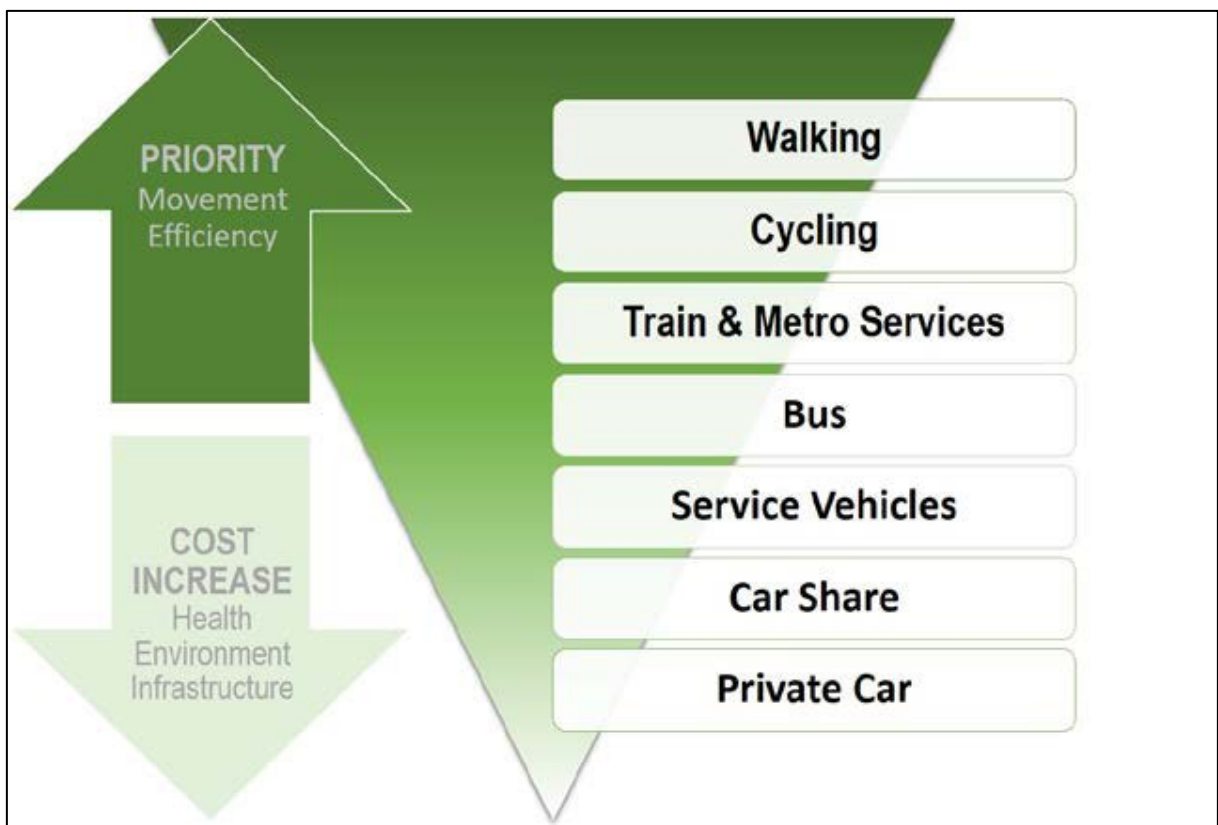 PRIORITY
Movement
Efficiency
COST
INCREASE
Health
Environment
Infrastructure
Walking
Cycling
Train & Metro Services
Bus
Service Vehicles
Car Share
Private Car